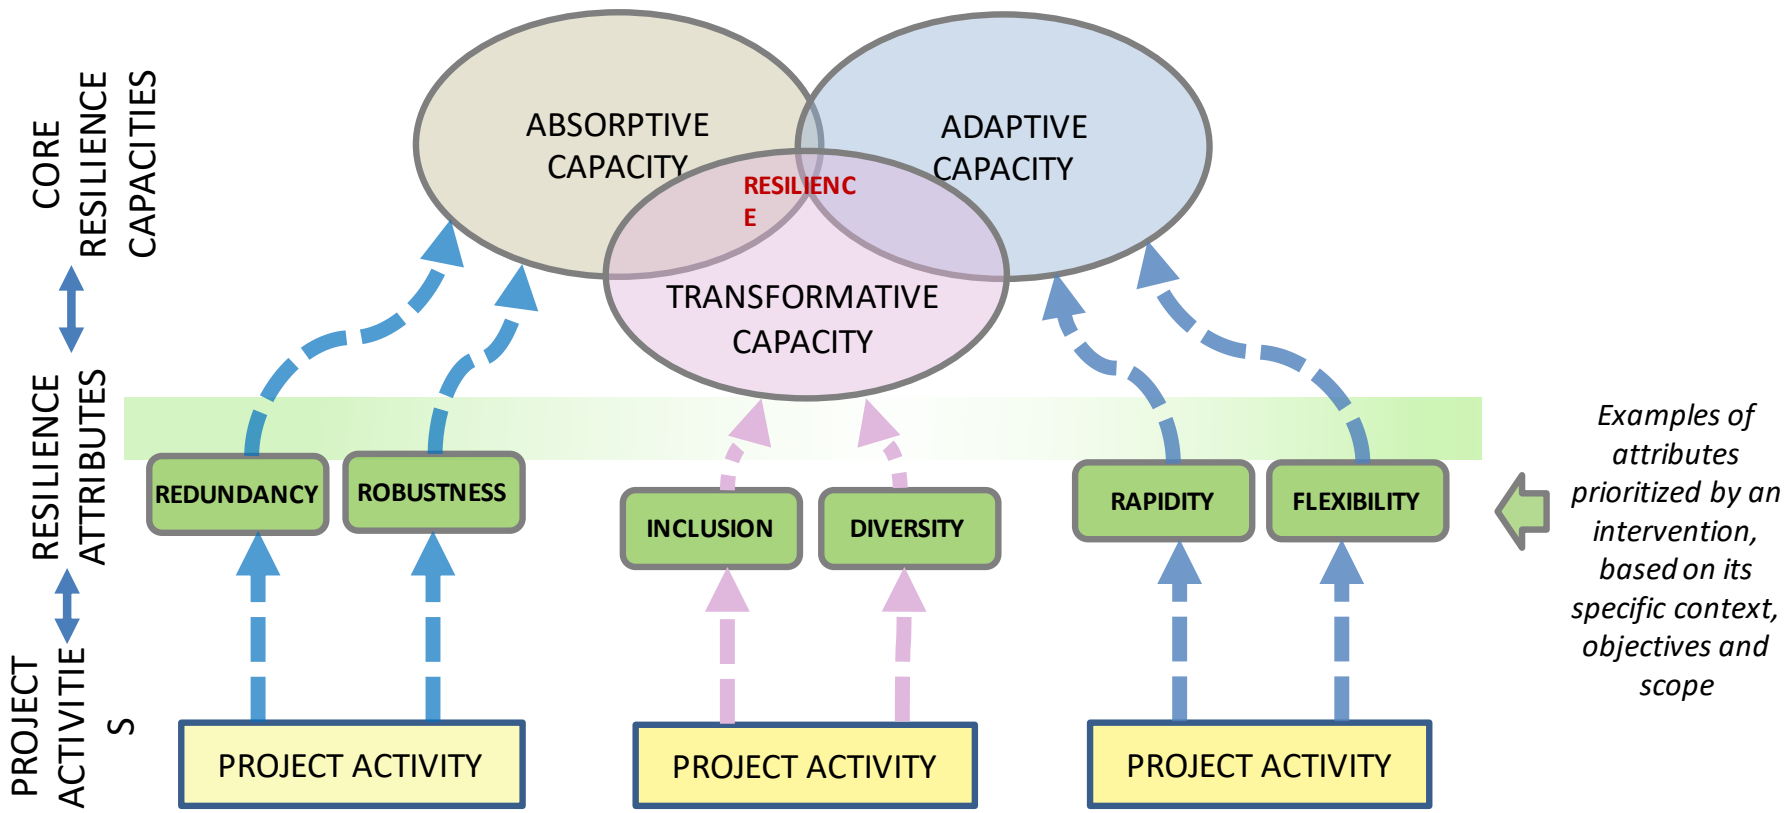 CORE
RESILIENCE
CAPACITIES
ABSORPTIVE
CAPACITY
ADAPTIVE
CAPACITY
RESILIENC
E
TRANSFORMATIVE
CAPACITY
RESILIENCE
ATTRIBUTES
REDUNDANCY
ROBUSTNESS
INCLUSION
DIVERSITY
RAPIDITY
FLEXIBILITY
Examples of
attributes
prioritized by an
intervention,
based on its
specific context,
objectives and
scope
PROJECT
ACTIVITIE
S
PROJECT ACTIVITY
PROJECT ACTIVITY
PROJECT ACTIVITY